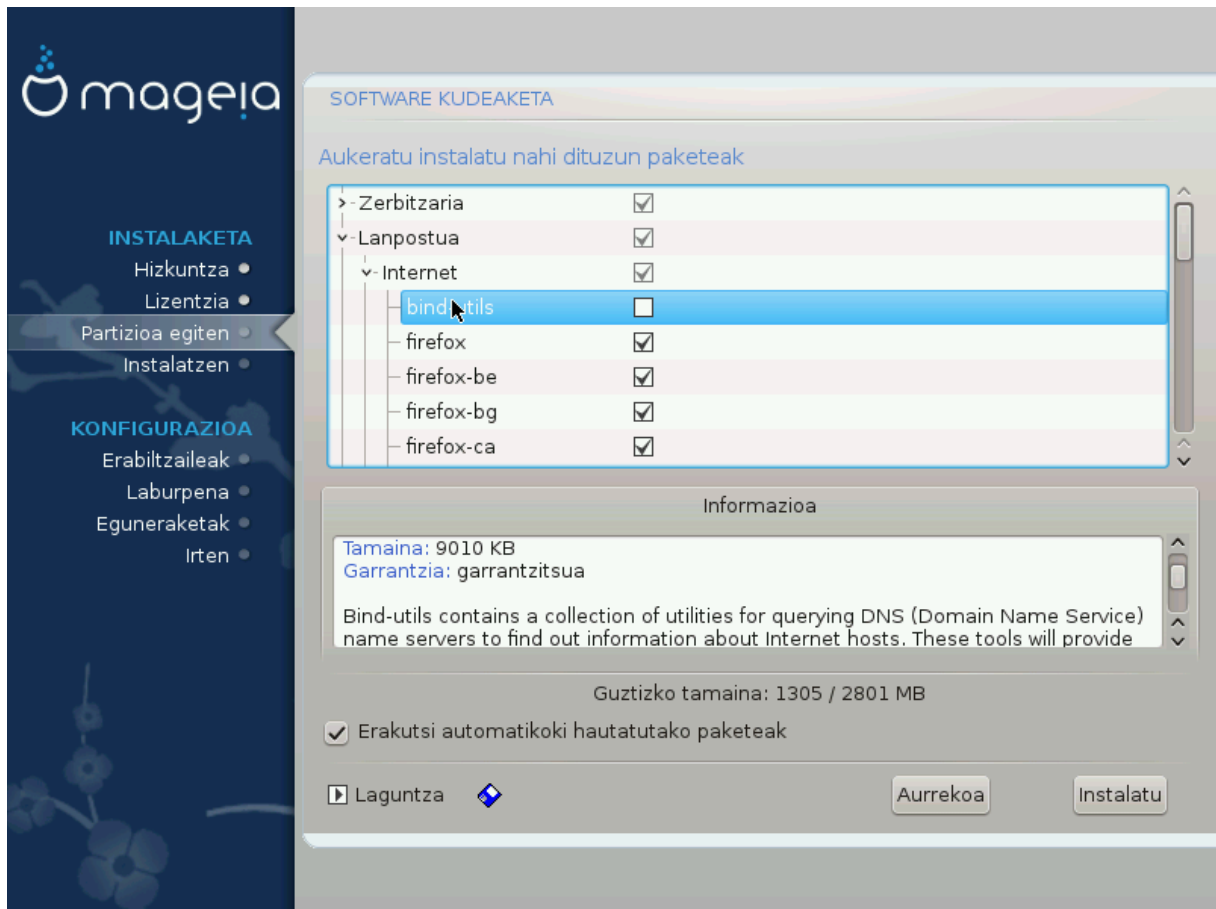 mageia
INSTALAKETA
Hizkuntza
Lizentzia
Partizioa egiten
Instalatzen
KONFIGURAZIOA
Erabiltzaileak
Laburpena
Eguneraketak
Irten
SOFTWARE KUDEAKETA
Aukeratu instalatu nahi dituzun paketeak
Zerbitzaria
Lanpostua
Internet
bind-utils
firefox
firefox-be
firefox-bg
firefox-ca
Informazioa
Tamaina: 9010 KB
Garrantzia: garrantzitsua
Bind-utils contains a collection of utilities for querying DNS (Domain Name Service)
name servers to find out information about Internet hosts. These tools will provide
Guztizko tamaina: 1305 / 2801 MB
Erakutsi automatikoki hautatutako paketeak
Laguntza
Aurrekoa
Instalatu